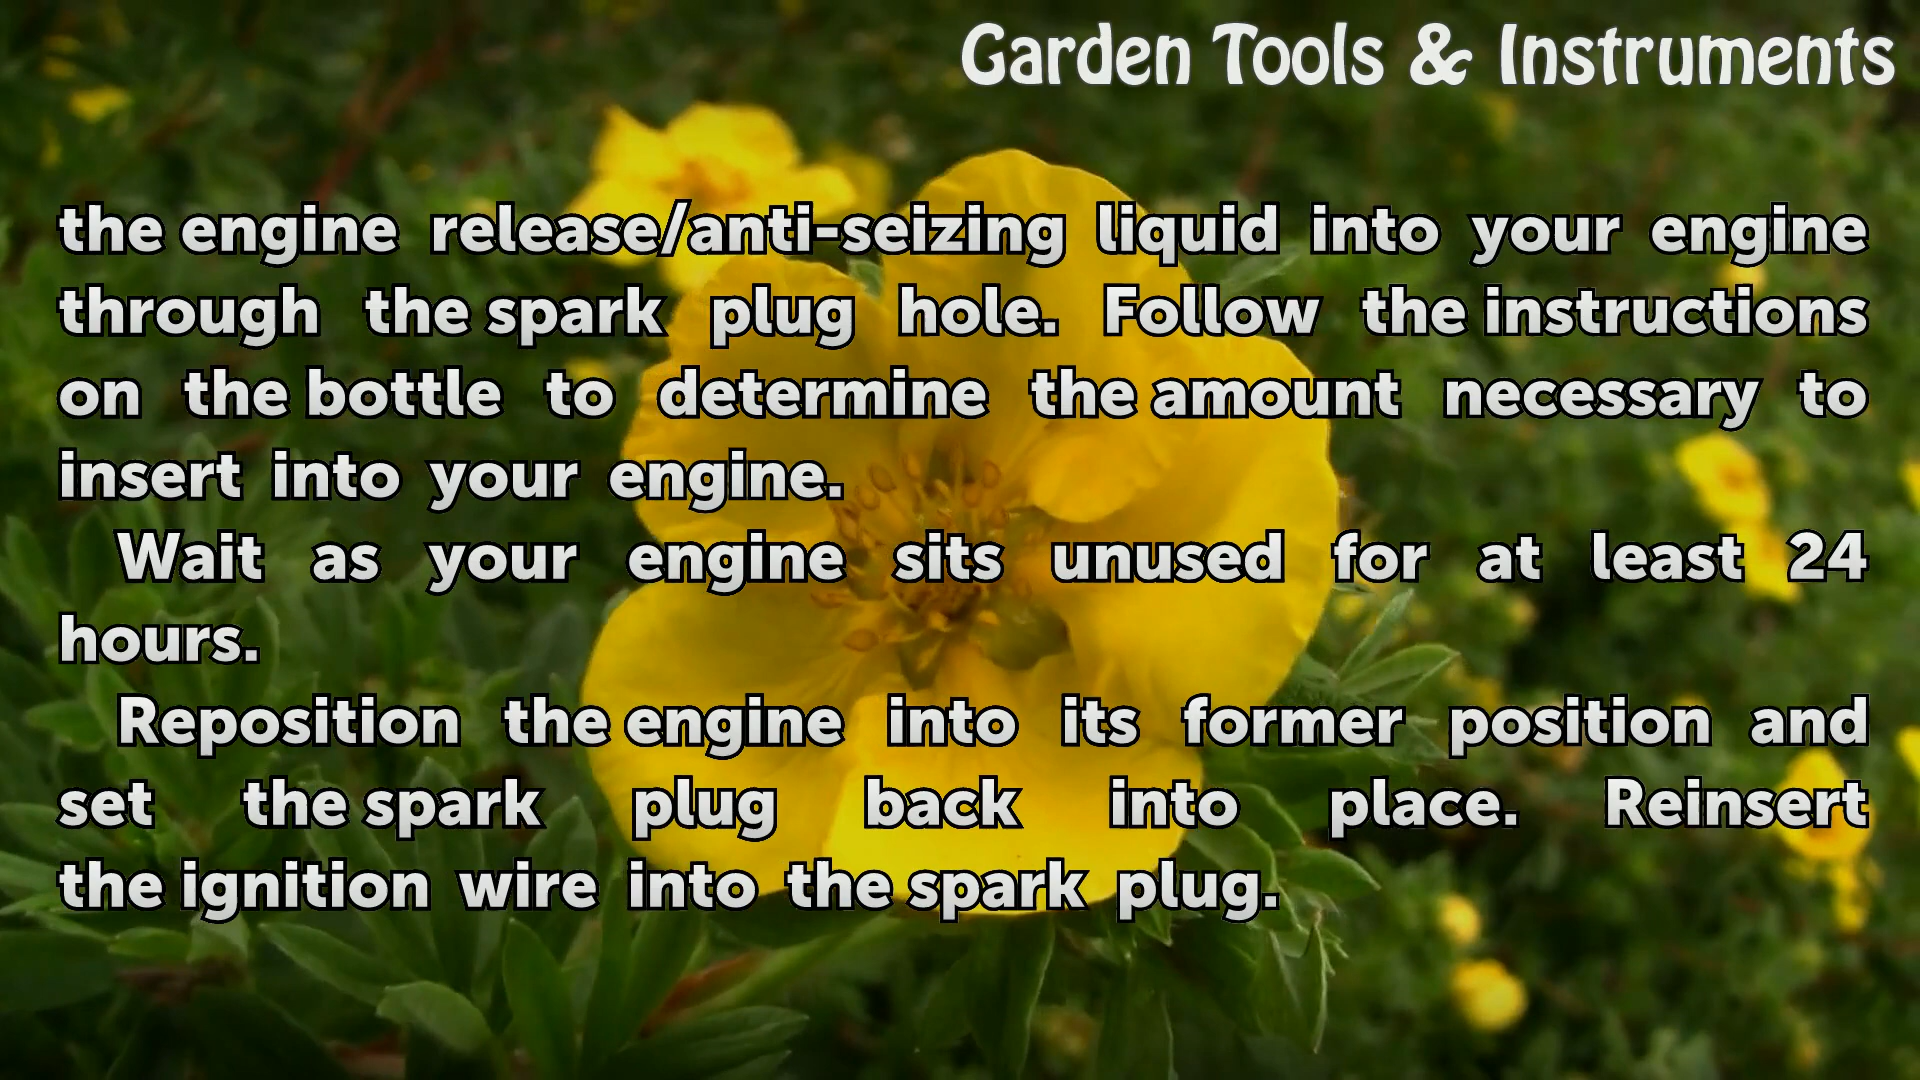 Garden Tools & Instruments
the engine release/anti-seizing liquid into your engine
through the spark plug hole. Follow the instructions
on the bottle to determine the amount necessary to
insert into your engine.
Wait as your engine sits unused for at least 24
hours.
Reposition the engine into its former position and
set the spark plug back into place. Reinsert
the ignition wire into the spark plug.